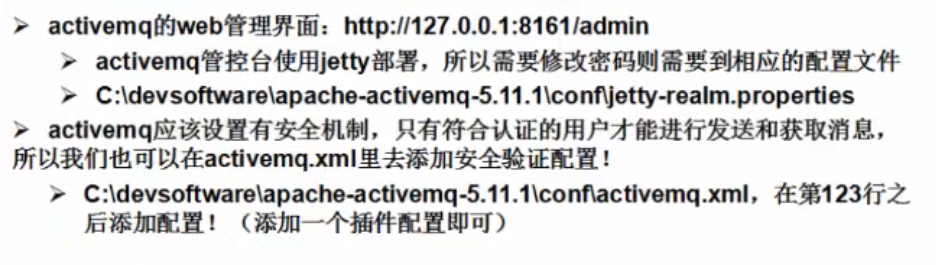 ➢ activemq的web管理界面：http://127.0.0.1:8161/admin
➢ activemq管控台使用jetty部署，所以需要修改密码则需要到相应的配置文件
➢ C:\devsoftware\apache-activemq-5.11.1\conf\jetty-realm.properties
➢ activemq应该设置有安全机制，只有符合认证的用户才能进行发送和获取消息，
所以我们也可以在activemq.xml里去添加安全验证配置！
➢ C:\devsoftware\apache-activemq-5.11.1\conf\activemq.xml，在第123行之
后添加配置！（添加一个插件配置即可）